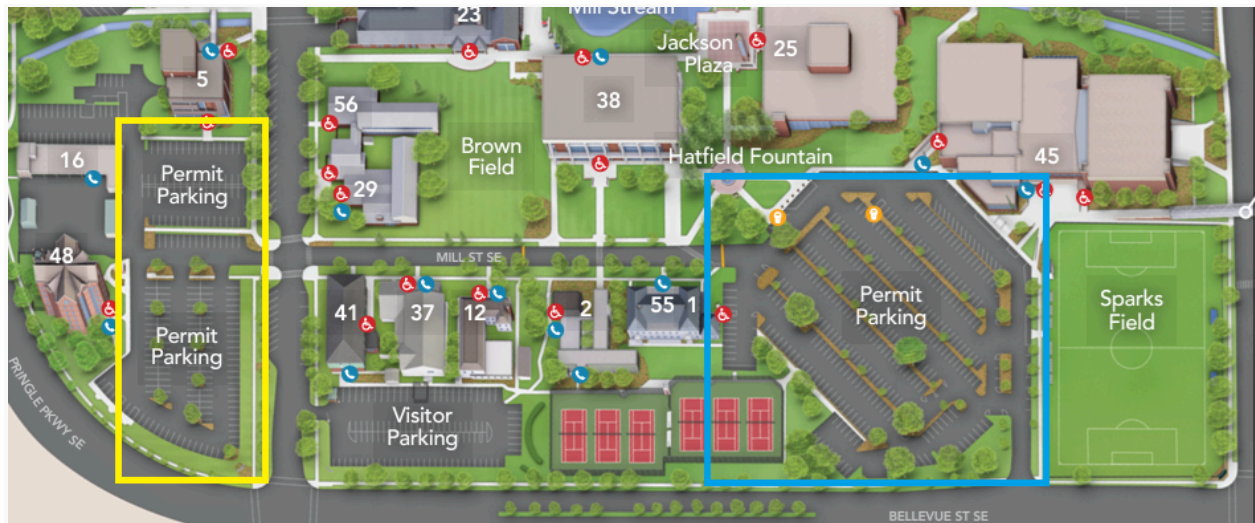 23
Mill Stream
Jackson
Plaza
25
5
38
56
Brown
Field
Hatfield Fountain
45
16
Permit
Parking
29
48
MILL ST SE
41
37
12
2
55
1
Permit
Parking
Permit
Parking
Sparks
Field
PRINGLE PKWY SE
Visitor
Parking
BELLEVUE ST SE